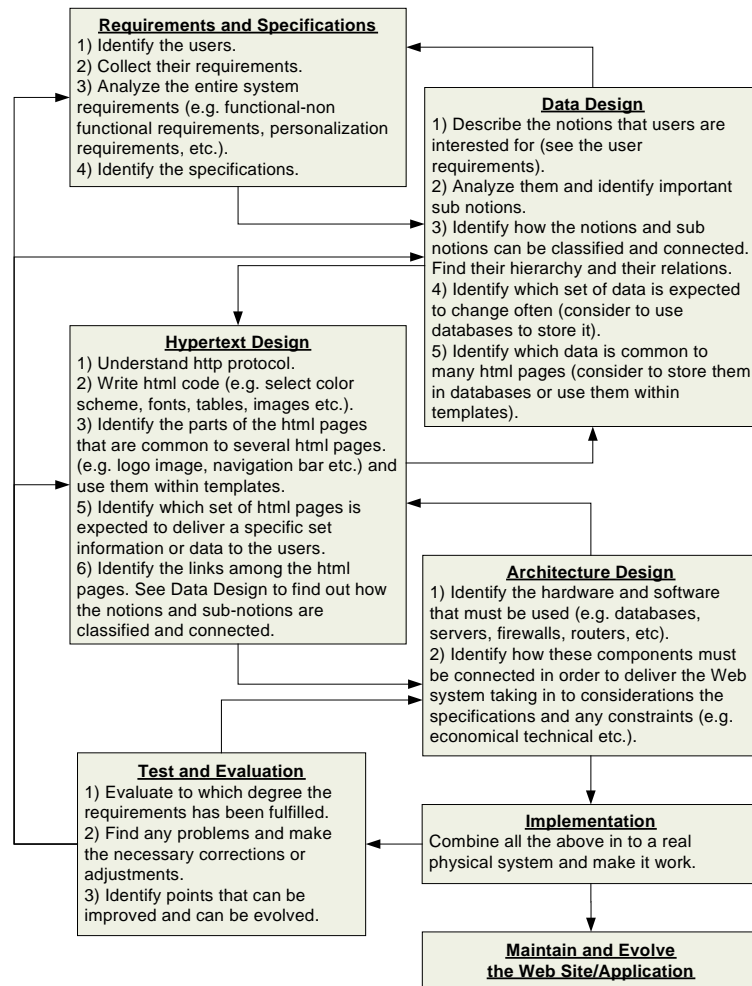 Requirements and Specifications
1) Identify the users.
2) Collect their requirements.
3) Analyze the entire system
requirements (e.g. functional-non
functional requirements, personalization
requirements, etc.).
4) Identify the specifications.
Data Design
1) Describe the notions that users are
interested for (see the user
requirements).
2) Analyze them and identify important
sub notions.
3) Identify how the notions and sub
notions can be classified and connected.
Find their hierarchy and their relations.
4) Identify which set of data is expected
to change often (consider to use
databases to store it).
5) Identify which data is common to
many html pages (consider to store them
in databases or use them within
templates).
Hypertext Design
1) Understand http protocol.
2) Write html code (e.g. select color
scheme, fonts, tables, images etc.).
3) Identify the parts of the html pages
that are common to several html pages.
(e.g. logo image, navigation bar etc.) and
use them within templates.
5) Identify which set of html pages is
expected to deliver a specific set
information or data to the users.
6) Identify the links among the html
pages. See Data Design to find out how
the notions and sub-notions are
classified and connected.
Architecture Design
1) Identify the hardware and software
that must be used (e.g. databases,
servers, firewalls, routers, etc).
2) Identify how these components must
be connected in order to deliver the Web
system taking in to considerations the
specifications and any constraints (e.g.
economical technical etc.).
Test and Evaluation
1) Evaluate to which degree the
requirements has been fulfilled.
2) Find any problems and make
the necessary corrections or
adjustments.
3) Identify points that can be
improved and can be evolved.
Implementation
Combine all the above in to a real
physical system and make it work.
Maintain and Evolve
the Web Site/Application